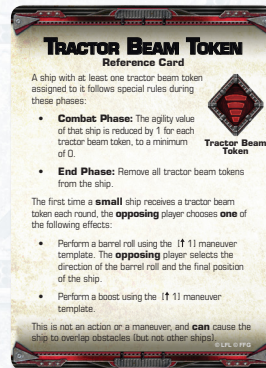 TRACTOR BEAM TOKEN
Reference Card
A ship with at least one tractor beam token
assigned to it follows special rules during
these phases:
• Combat Phase: The agility value
of that ship is reduced by 1 for each
tractor beam token, to a minimum
of 0.
Tractor Beam
Token
• End Phase: Remove all tractor beam tokens
from the ship.
The first time a small ship receives a tractor beam
token each round, the opposing player chooses one of
the following effects:
• Perform a barrel roll using the (⬆ 1) maneuver
template. The opposing player selects the
direction of the barrel roll and the final position
of the ship.
• Perform a boost using the (⬆ 1) maneuver
template.
This is not an action or a maneuver, and can cause the
ship to overlap obstacles (but not other ships).
© LFL © FFG